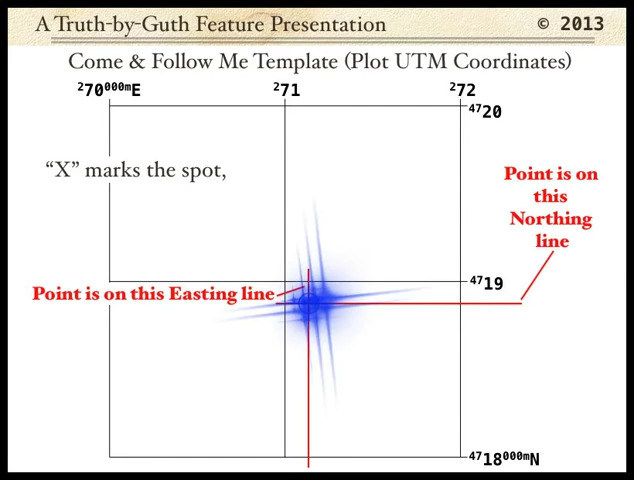 A Truth-by-Guth Feature Presentation
© 2013
Come & Follow Me Template (Plot UTM Coordinates)
270000mE
271
272
4720
“X” marks the spot,
Point is on
this
Northing
line
4719
Point is on this Easting line
4718000mN